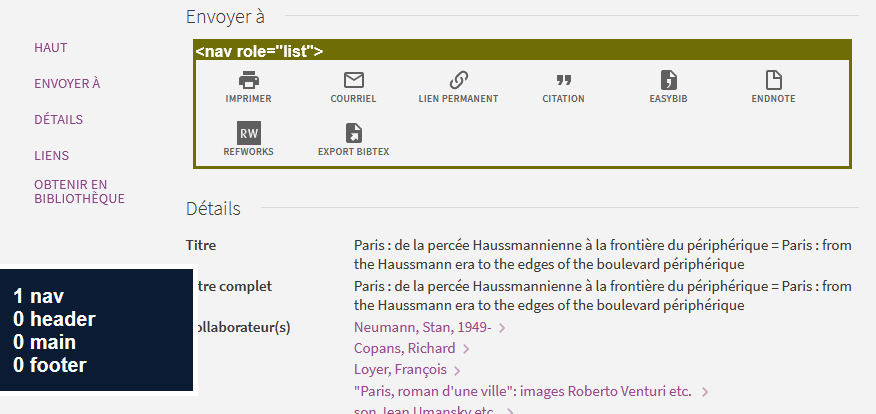 HAUT
ENVOYER À
DÉTAILS
LIENS
OBTENIR EN
BIBLIOTHÈQUE
Envoyer à
<nav role="list">
IMPRIMER COURRIEL LIEN PERMANENT CITATION EASYBIB ENDNOTE
RW
REFWORKS EXPORT BIBTEX
Détails
Titre Paris : de la percée Haussmannienne à la frontière du périphérique = Paris : from
the Haussmann era to the edges of the boulevard périphérique
tre complet Paris : de la percée Haussmannienne à la frontière du périphérique = Paris : from
the Haussmann era to the edges of the boulevard périphérique
ollaborateur(s) Neumann, Stan, 1949-
Copans, Richard
Loyer, François
"Paris, roman d'une ville": images Roberto Venturi etc.
son Jean Umansky etc.
1 nav
0 header
0 main
0 footer